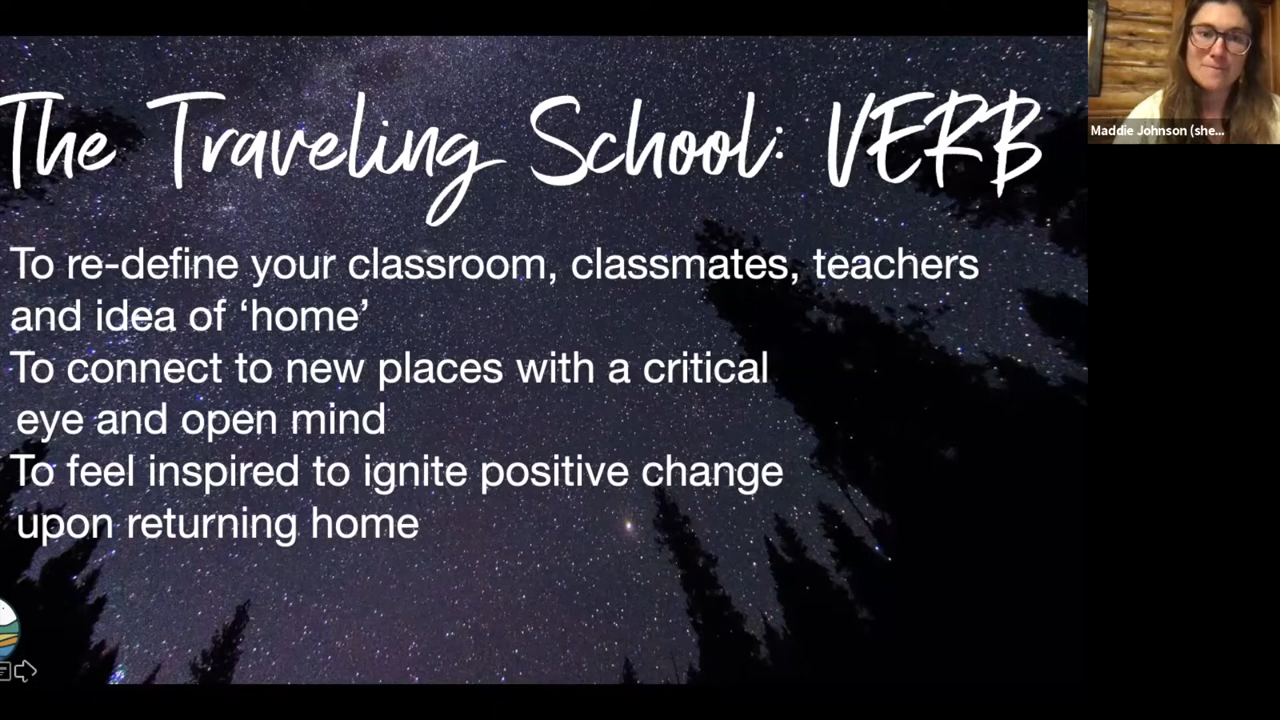 The Traveling School: VERB
To re-define your classroom, classmates, teachers
and idea of ‘home’
To connect to new places with a critical
eye and open mind
To feel inspired to ignite positive change
upon returning home
Maddie Johnson (she...